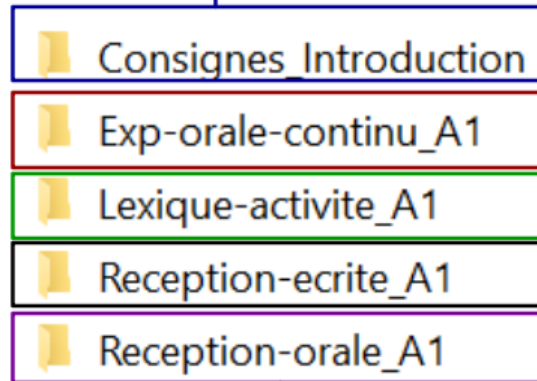 Consignes_Introduction
Exp-orale-continu_A1
Lexique-activite_A1
Reception-ecrite_A1
Reception-orale_A1